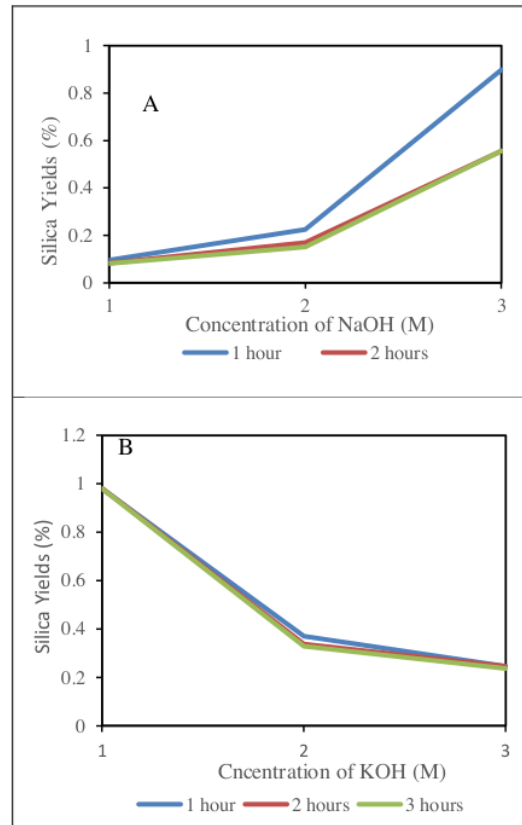 1
A
0.8
0.6
0.4
0.2
0
Silica Yields (%)
1 2 3
Concentration of NaOH (M)
1 hour 2 hours
1.2
B
1
0.8
0.6
0.4
0.2
0
Silica Yields (%)
1 2 3
Cncentration of KOH (M)
1 hour 2 hours 3 hours